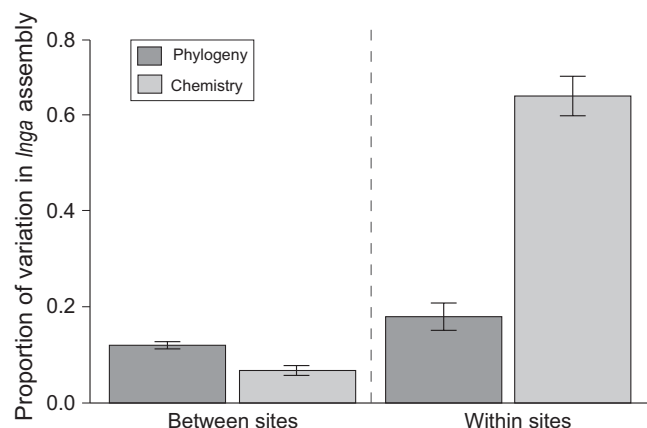 Proportion of variation in Inga assembly
0.8
0.6
0.4
0.2
0.0
Phylogeny
Chemistry
Between sites
Within sites